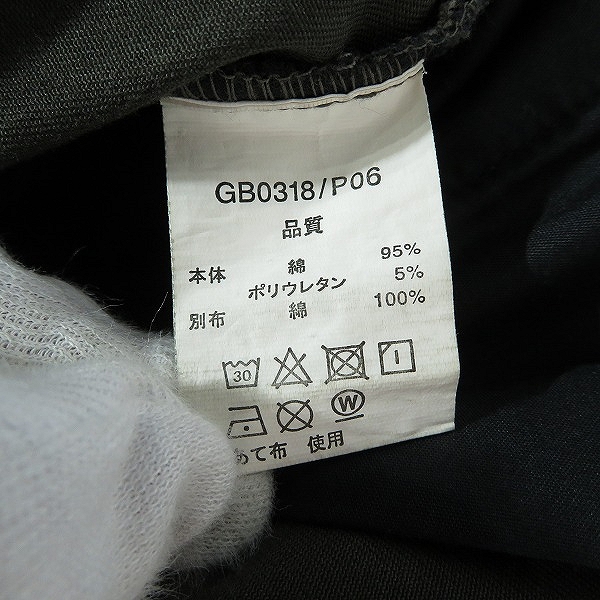 GB0318/P06
品質
本体 綿 95%
ポリウレタン 5%
別布 綿 100%
30
W
あて布 使用